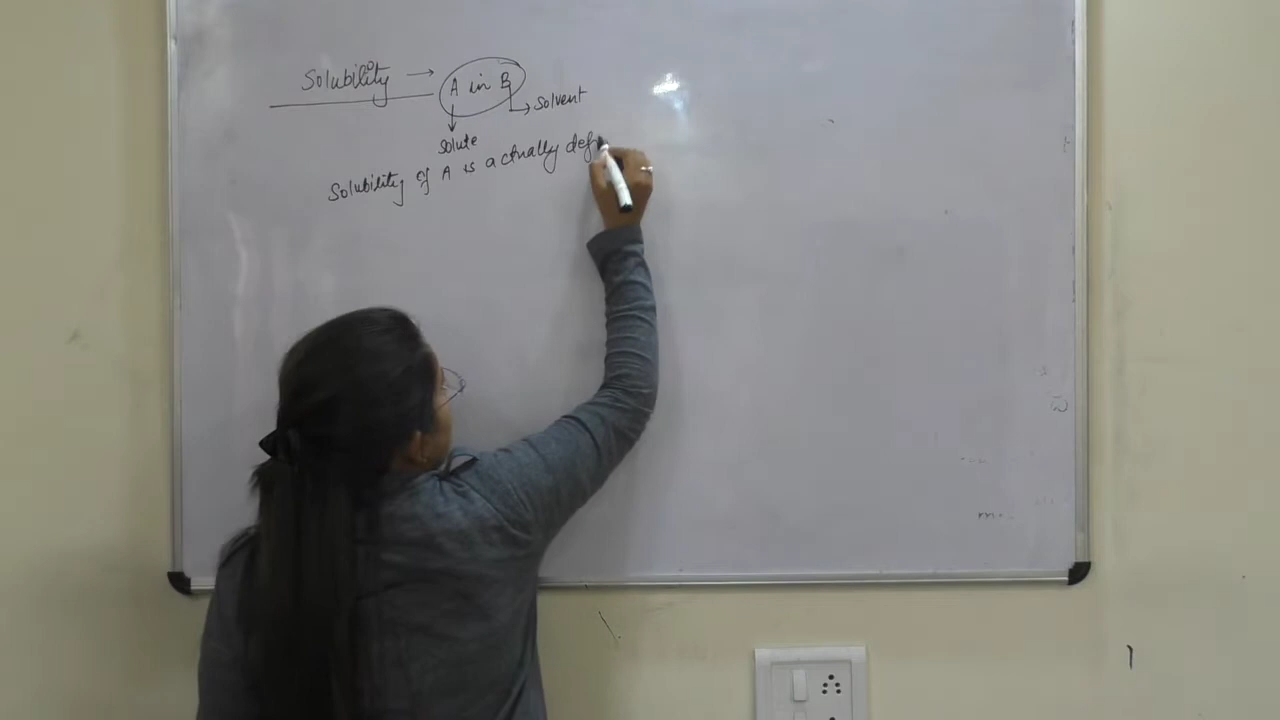 Solubility → A in B
→ Solvent
Solute
Solubility of A is actually def